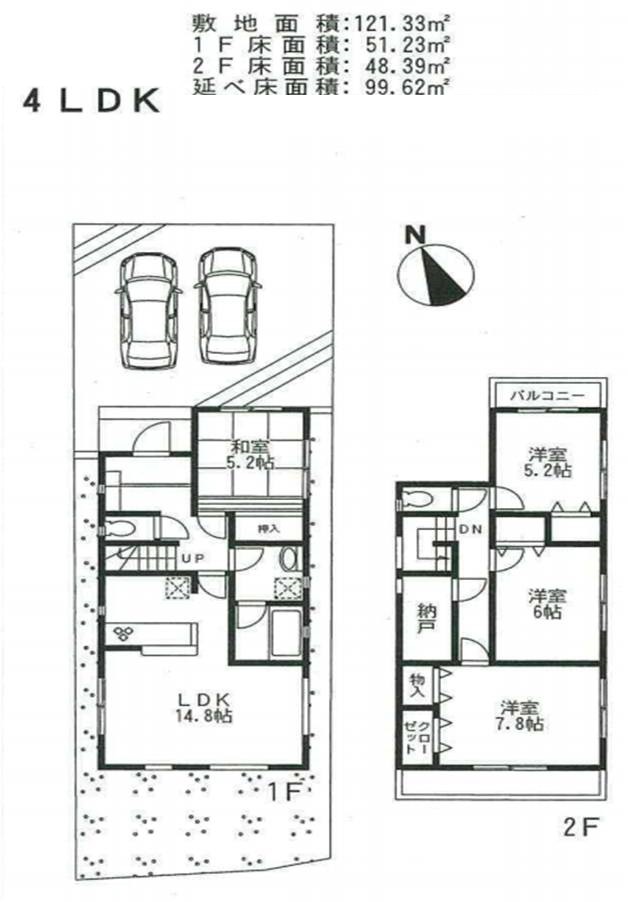 敷地面積:121.33㎡
1F床面積: 51.23㎡
2F床面積: 48.39㎡
延べ床面積: 99.62㎡
4LDK
N
バルコニー
和室
5.2帖
洋室
5.2帖
押入
UP
DN
洋室
6帖
納戸
LDK
14.8帖
物入
クローゼット
洋室
7.8帖
1F
2F